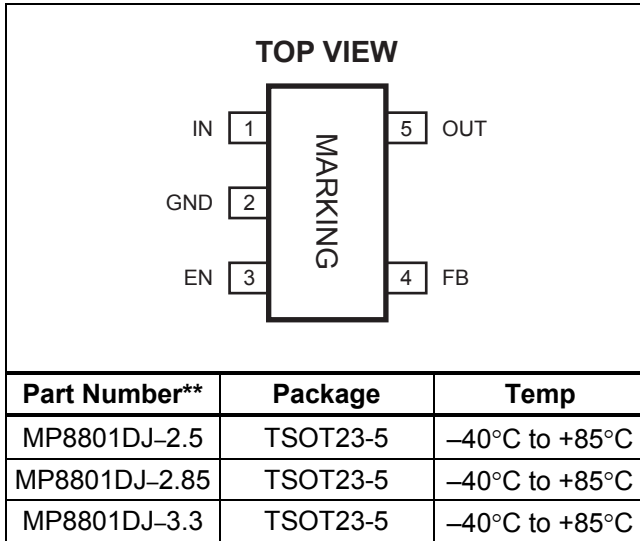 TOP VIEW
IN 1 5 OUT
MARKING
GND 2
EN 3 4 FB
Part Number** Package Temp
MP8801DJ–2.5 TSOT23-5 –40°C to +85°C
MP8801DJ–2.85 TSOT23-5 –40°C to +85°C
MP8801DJ–3.3 TSOT23-5 –40°C to +85°C